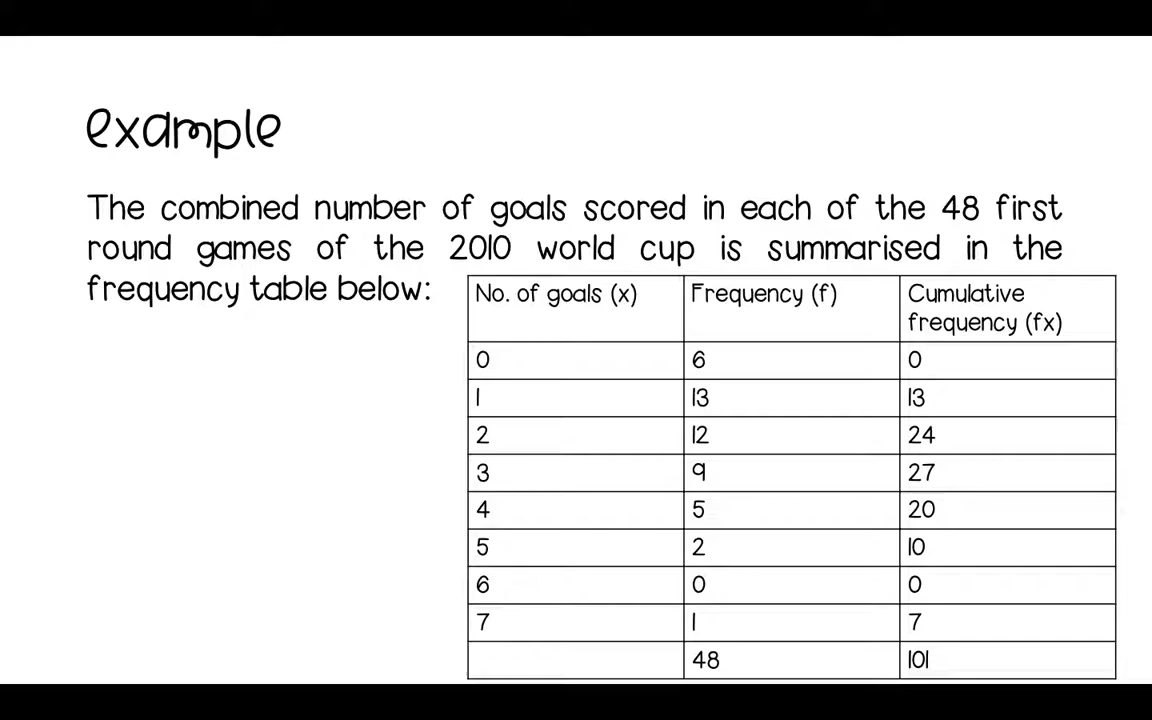 example
The combined number of goals scored in each of the 48 first
round games of the 2010 world cup is summarised in the
frequency table below:
No. of goals (x) Frequency (f) Cumulative
frequency (fx)
0 6 0
1 13 13
2 12 24
3 9 27
4 5 20
5 2 10
6 0 0
7 1 7
48 101